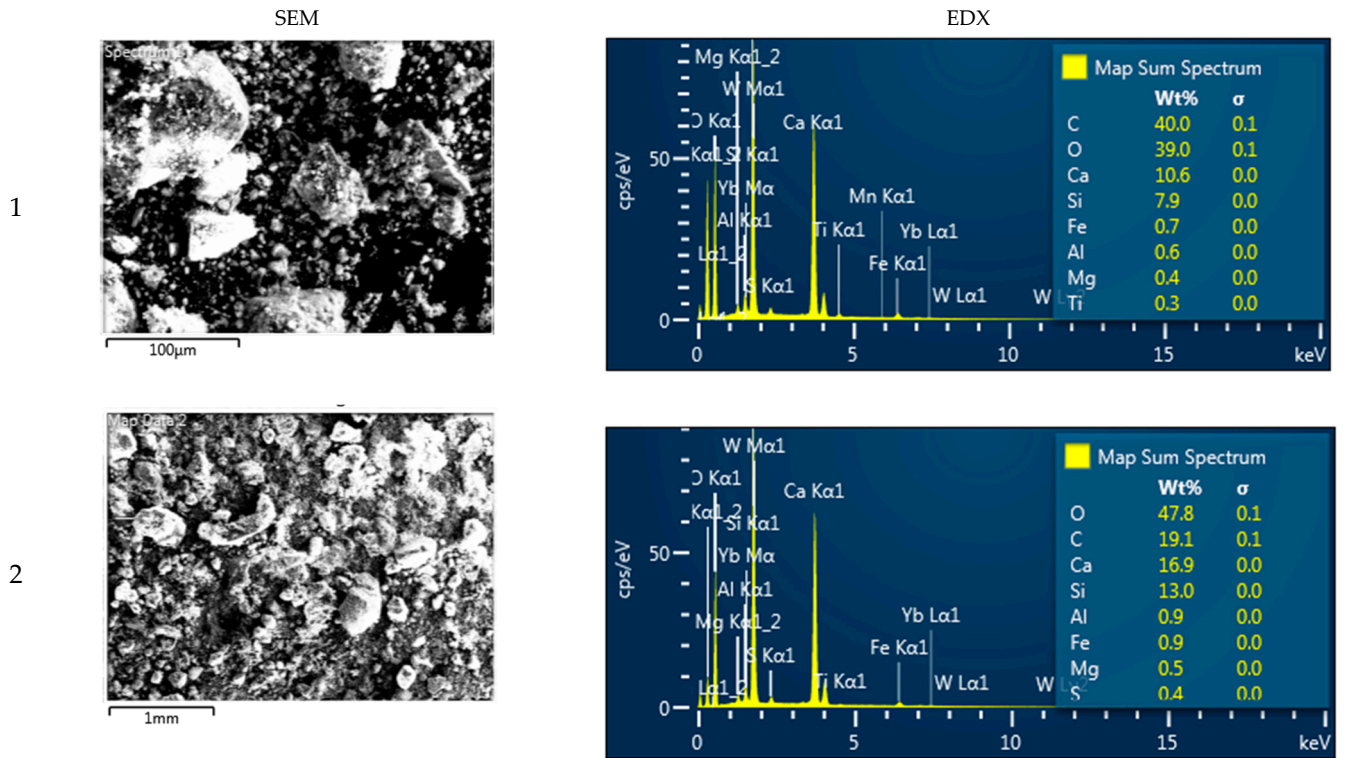 SEM EDX
1
Spectrum
100µm
Mg Kα1_2
W Mα1
O Kα1
Ca Kα1
Kα1_2
Si Kα1
Yb Mα
Al Kα1
Mn Kα1
Ti Kα1
Yb Lα1
Lα1_2
Fe Kα1
S Kα1
W Lα1
W
cps/eV
50
0
0 5 10 15 keV
Map Sum Spectrum
Wt% σ
C 40.0 0.1
O 39.0 0.1
Ca 10.6 0.0
Si 7.9 0.0
Fe 0.7 0.0
Al 0.6 0.0
Mg 0.4 0.0
Ti 0.3 0.0
2
Map Data 2
1mm
W Mα1
O Kα1
Ca Kα1
Kα1_2
Si Kα1
Yb Mα
Al Kα1
Mg Kα1_2
Yb Lα1
Fe Kα1
S Kα1
Lα1_2
Ti Kα1
W Lα1
W
cps/eV
50
0
0 5 10 15 keV
Map Sum Spectrum
Wt% σ
O 47.8 0.1
C 19.1 0.1
Ca 16.9 0.0
Si 13.0 0.0
Al 0.9 0.0
Fe 0.9 0.0
Mg 0.5 0.0
S 0.4 0.0